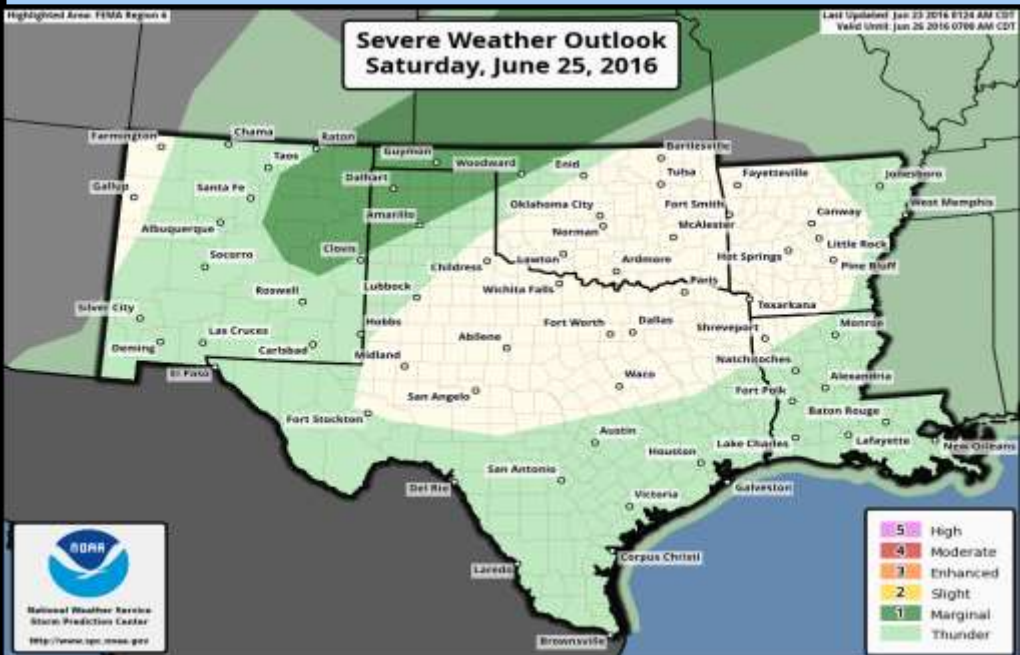 Highlighted Area: FEMA Region 6
Last Updated: Jun 23 2016 0124 AM CDT
Valid Until: Jun 26 2016 0700 AM CDT
Severe Weather Outlook
Saturday, June 25, 2016
Farmington
Chama
Raton
Taos
Guymon
Woodward
Enid
Bartlesville
Tulsa
Fayetteville
Jonesboro
Gallup
Santa Fe
Dalhart
West Memphis
Albuquerque
Amarillo
Oklahoma City
Fort Smith
Conway
Norman
McAlester
Little Rock
Socorro
Clovis
Childress
Lawton
Ardmore
Hot Springs
Pine Bluff
Roswell
Lubbock
Wichita Falls
Paris
Texarkana
Silver City
Las Cruces
Hobbs
Fort Worth
Dallas
Shreveport
Monroe
Deming
Carlsbad
Midland
Abilene
Natchitoches
El Paso
Waco
Alexandria
San Angelo
Fort Polk
Fort Stockton
Baton Rouge
Austin
Lake Charles
Lafayette
New Orleans
Houston
San Antonio
Del Rio
Galveston
Victoria
Corpus Christi
Laredo
Brownsville
NOAA
National Weather Service
Storm Prediction Center
http://www.spc.noaa.gov
5 High
4 Moderate
3 Enhanced
2 Slight
1 Marginal
Thunder